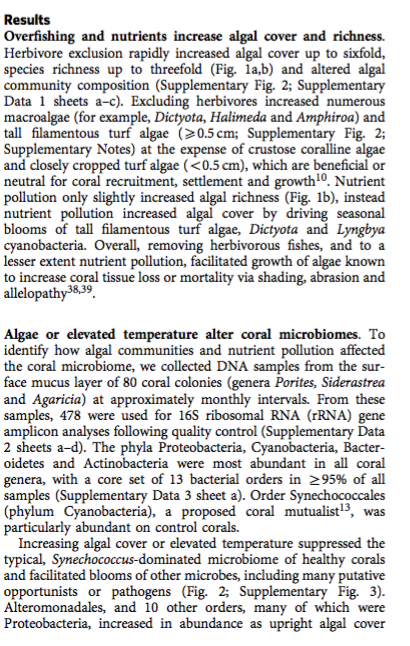 Results
Overfishing and nutrients increase algal cover and richness.
Herbivore exclusion rapidly increased algal cover up to sixfold,
species richness up to threefold (Fig. 1a,b) and altered algal
community composition (Supplementary Fig. 2; Supplementary
Data 1 sheets a–c). Excluding herbivores increased numerous
macroalgae (for example, Dictyota, Halimeda and Amphiroa) and
tall filamentous turf algae (≥0.5 cm; Supplementary Fig. 2;
Supplementary Notes) at the expense of crustose coralline algae
and closely cropped turf algae (<0.5 cm), which are beneficial or
neutral for coral recruitment, settlement and growth10. Nutrient
pollution only slightly increased algal richness (Fig. 1b), instead
nutrient pollution increased algal cover by driving seasonal
blooms of tall filamentous turf algae, Dictyota and Lyngbya
cyanobacteria. Overall, removing herbivorous fishes, and to a
lesser extent nutrient pollution, facilitated growth of algae known
to increase coral tissue loss or mortality via shading, abrasion and
allelopathy38,39.
Algae or elevated temperature alter coral microbiomes. To
identify how algal communities and nutrient pollution affected
the coral microbiome, we collected DNA samples from the sur-
face mucus layer of 80 coral colonies (genera Porites, Siderastrea
and Agaricia) at approximately monthly intervals. From these
samples, 478 were used for 16S ribosomal RNA (rRNA) gene
amplicon analyses following quality control (Supplementary Data
2 sheets a–d). The phyla Proteobacteria, Cyanobacteria, Bacter-
oidetes and Actinobacteria were most abundant in all coral
genera, with a core set of 13 bacterial orders in ≥95% of all
samples (Supplementary Data 3 sheet a). Order Synechococcales
(phylum Cyanobacteria), a proposed coral mutualist13, was
particularly abundant on control corals.
Increasing algal cover or elevated temperature suppressed the
typical, Synechococcus-dominated microbiome of healthy corals
and facilitated blooms of other microbes, including many putative
opportunists or pathogens (Fig. 2; Supplementary Fig. 3).
Alteromonadales, and 10 other orders, many of which were
Proteobacteria, increased in abundance as upright algal cover